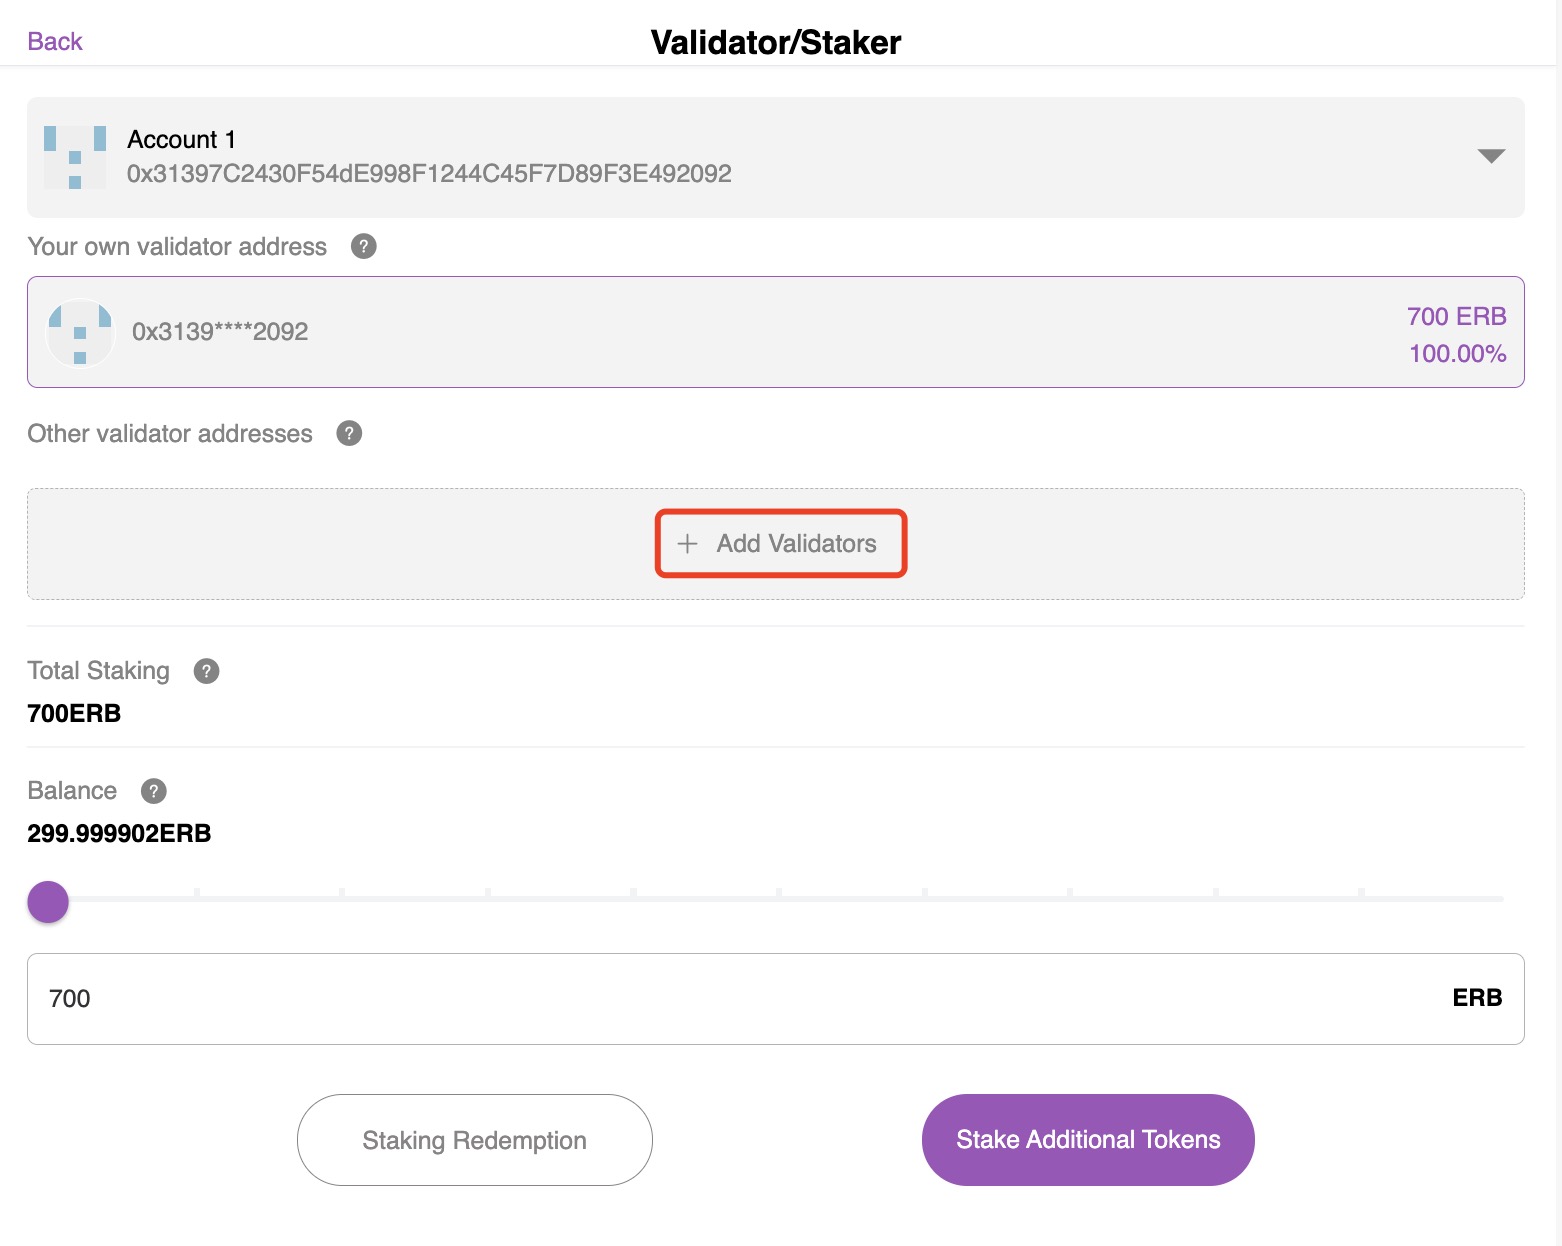 Back
Validator/Staker
Account 1
0x31397C2430F54dE998F1244C45F7D89F3E492092
Your own validator address ?
0x3139****2092
700 ERB
100.00%
Other validator addresses ?
+ Add Validators
Total Staking ?
700ERB
Balance ?
299.999902ERB
700 ERB
Staking Redemption
Stake Additional Tokens